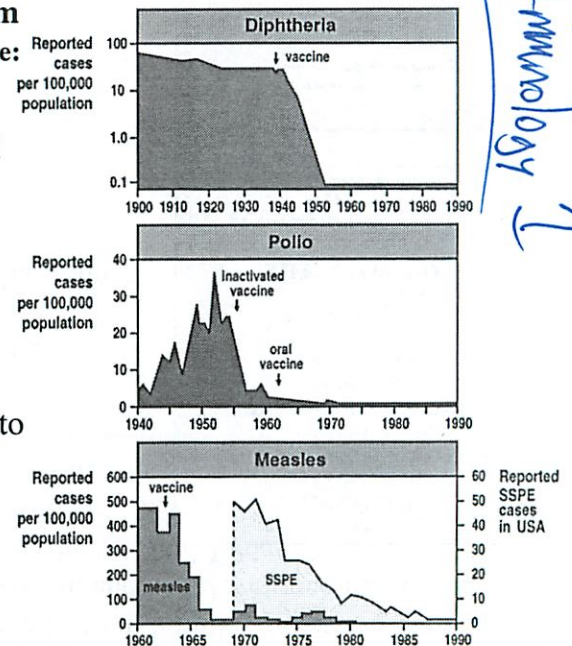 m
e:
to
Diphtheria
Reported
cases
per 100,000
population
100
10
1.0
0.1
vaccine
1900 1910 1920 1930 1940 1950 1960 1970 1980 1990
Polio
Reported
cases
per 100,000
population
40
30
20
10
0
Inactivated
vaccine
oral
vaccine
1940 1950 1960 1970 1980 1990
Measles
Reported
cases
per 100,000
population
600
500
400
300
200
100
0
vaccine
measles
SSPE
60
50
40
30
20
10
0
Reported
SSPE
cases
in USA
1960 1965 1970 1975 1980 1985 1990